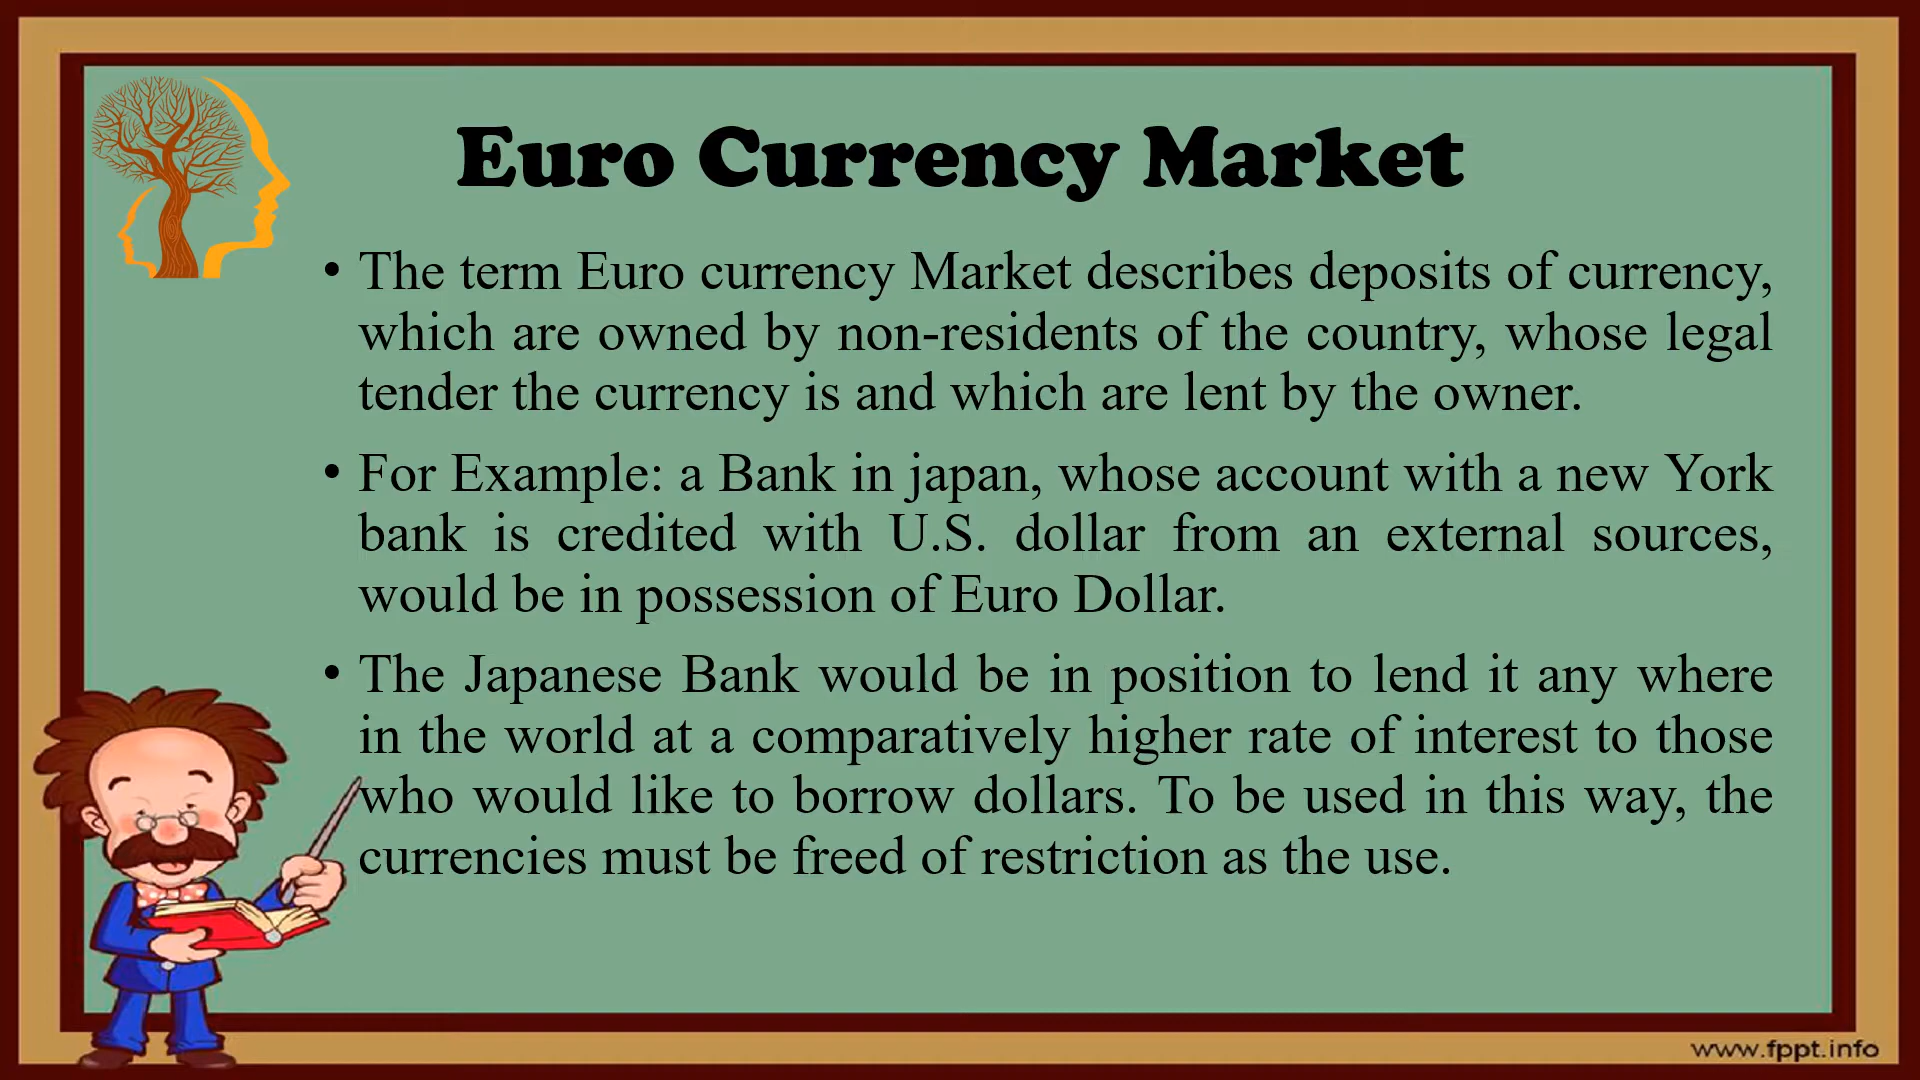 Euro Currency Market
• The term Euro currency Market describes deposits of currency,
which are owned by non-residents of the country, whose legal
tender the currency is and which are lent by the owner.
• For Example: a Bank in japan, whose account with a new York
bank is credited with U.S. dollar from an external sources,
would be in possession of Euro Dollar.
• The Japanese Bank would be in position to lend it any where
in the world at a comparatively higher rate of interest to those
who would like to borrow dollars. To be used in this way, the
currencies must be freed of restriction as the use.
www.fppt.info